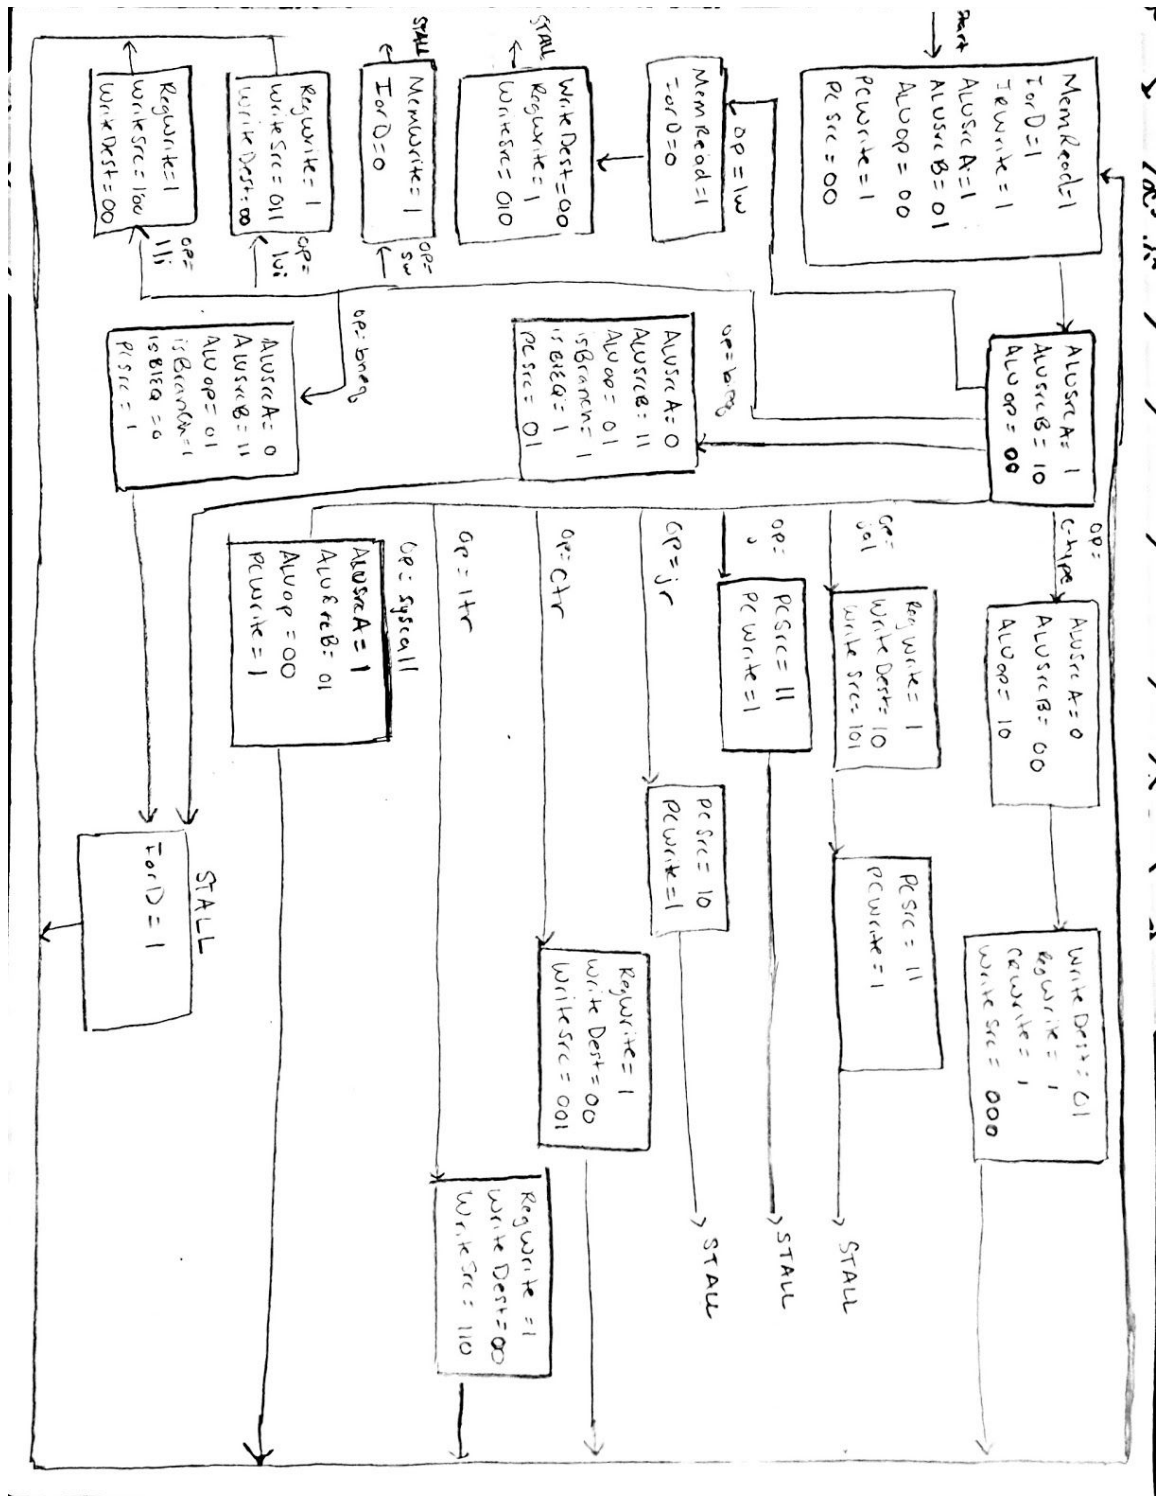 Start
MemRead=1
IorD=1
IRWrite=1
ALUSrcA=1
ALUSrcB=01
ALUop=00
PCWrite=1
PCSrc=00
ALUSrcA=1
ALUSrcB=10
ALUop=00
op=
c-type
ALUSrcA=0
ALUSrcB=00
ALUop=10
WriteDest=01
RegWrite=1
CRWrite=1
WriteSrc=000
op=
jal
RegWrite=1
WriteDest=10
WriteSrc=101
PCSrc=11
PCWrite=1
STALL
op=
j
PCSrc=11
PCWrite=1
STALL
op=jr
PCSrc=10
PCWrite=1
STALL
op=ctr
RegWrite=1
WriteDest=00
WriteSrc=001
op=ltr
RegWrite=1
WriteDest=00
WriteSrc=110
op=syscall
ALUSrcA=1
ALUSrcB=01
ALUop=00
PCWrite=1
op=lw
MemRead=1
IorD=0
WriteDest=00
RegWrite=1
WriteSrc=010
STALL
op=
sw
MemWrite=1
IorD=0
STALL
op=
lui
RegWrite=1
WriteSrc=011
WriteDest=00
op=
lli
RegWrite=1
WriteSrc=100
WriteDest=00
op=bieq
ALUSrcA=0
ALUSrcB=11
ALUop=01
isBranch=1
isBIEQ=1
PCSrc=01
op=bneq
ALUSrcA=0
ALUSrcB=11
ALUop=01
isBranch=1
isBIEQ=0
PCSrc=1
STALL
IorD=1